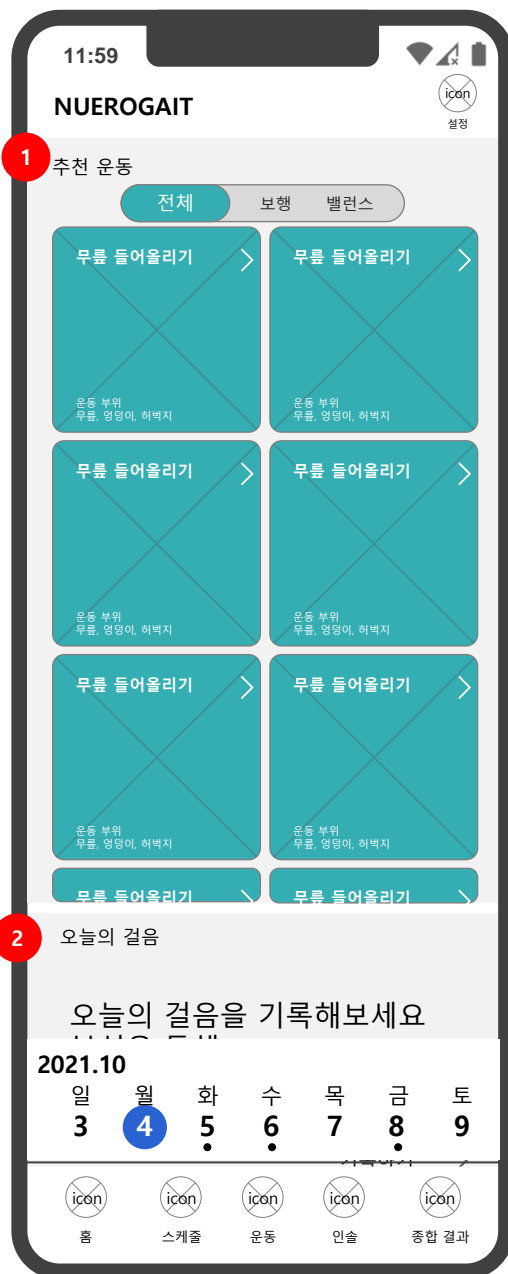 11:59
NUEROGAIT
icon
설정
1
추천 운동
전체 보행 밸런스
무릎 들어올리기 무릎 들어올리기
운동 부위 운동 부위
무릎, 엉덩이, 허벅지 무릎, 엉덩이, 허벅지
무릎 들어올리기 무릎 들어올리기
운동 부위 운동 부위
무릎, 엉덩이, 허벅지 무릎, 엉덩이, 허벅지
무릎 들어올리기 무릎 들어올리기
운동 부위 운동 부위
무릎, 엉덩이, 허벅지 무릎, 엉덩이, 허벅지
무릎 들어올리기 무릎 들어올리기
2
오늘의 걸음
오늘의 걸음을 기록해보세요
2021.10
일 월 화 수 목 금 토
3 4 5 6 7 8 9
icon icon icon icon icon
홈 스케줄 운동 인솔 종합 결과